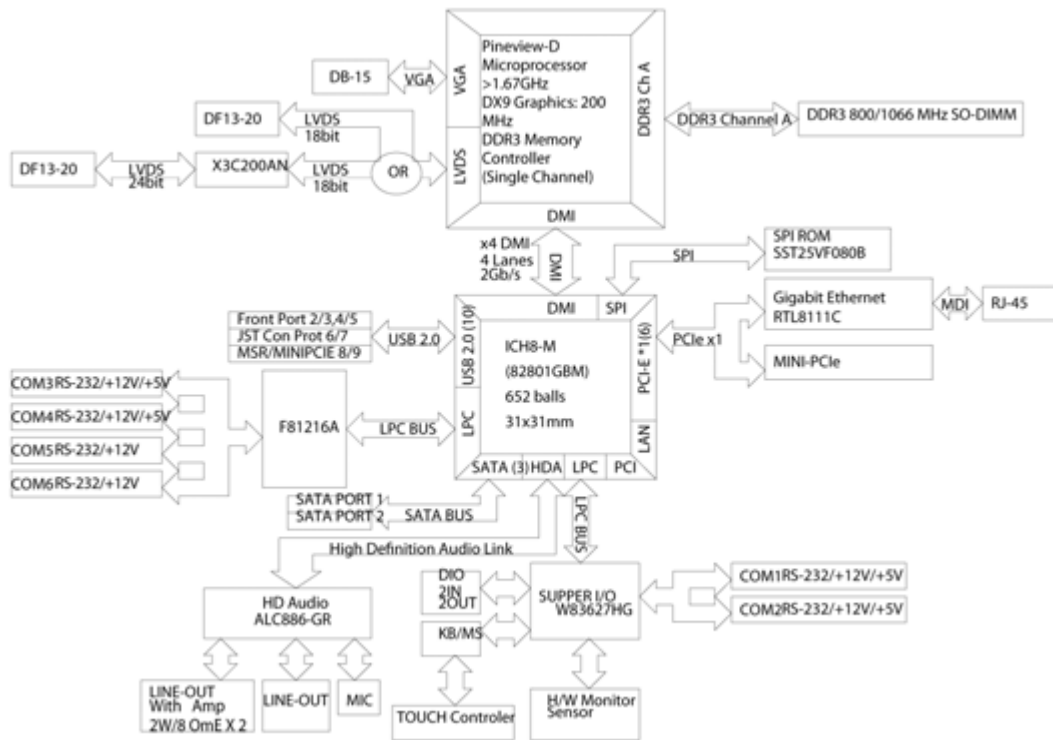 Pineview-D
Microprocessor
>1.67GHz
DX9 Graphics: 200
MHz
DDR3 Memory
Controller
(Single Channel)
VGA
LVDS
DDR3 Ch A
DMI
DB-15
VGA
DF13-20
LVDS
18bit
DF13-20
LVDS
24bit
X3C200AN
LVDS
18bit
OR
DDR3 Channel A
DDR3 800/1066 MHz SO-DIMM
x4 DMI
4 Lanes
2Gb/s
DMI
SPI
SPI ROM
SST25VF080B
DMI
SPI
USB 2.0 (10)
LPC
PCI-E *1(6)
LAN
ICH8-M
(82801GBM)
652 balls
31x31mm
SATA (3)
HDA
LPC
PCI
Gigabit Ethernet
RTL8111C
MDI
RJ-45
PCIe x1
MINI-PCIe
Front Port 2/3,4/5
JST Con Prot 6/7
MSR/MINIPCIE 8/9
USB 2.0
COM3RS-232/+12V/+5V
COM4RS-232/+12V/+5V
COM5RS-232/+12V
COM6RS-232/+12V
F81216A
LPC BUS
SATA PORT 1
SATA PORT 2
SATA BUS
LPC BUS
High Definition Audio Link
HD Audio
ALC886-GR
LINE-OUT
With Amp
2W/8 OmE X 2
LINE-OUT
MIC
DIO
2IN
2OUT
KB/MS
TOUCH Controler
SUPPER I/O
W83627HG
H/W Monitor
Sensor
COM1RS-232/+12V/+5V
COM2RS-232/+12V/+5V